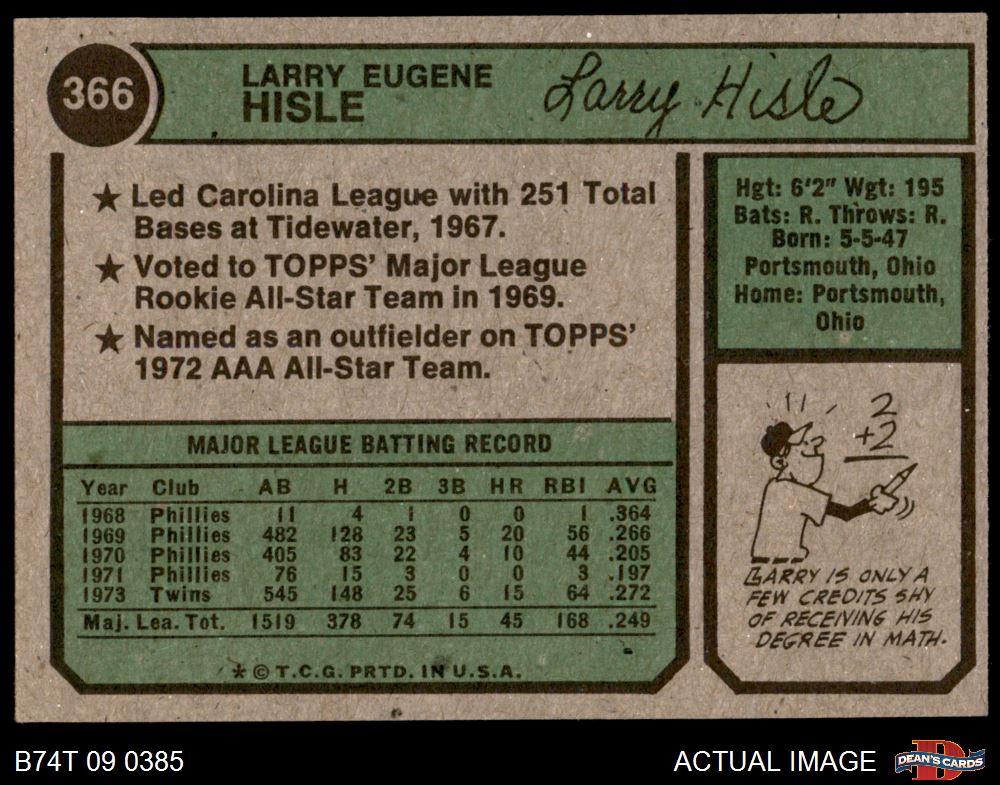 366
LARRY EUGENE
HISLE
Larry Hisle
★ Led Carolina League with 251 Total
Bases at Tidewater, 1967.
★ Voted to TOPPS' Major League
Rookie All-Star Team in 1969.
★ Named as an outfielder on TOPPS'
1972 AAA All-Star Team.
MAJOR LEAGUE BATTING RECORD
Year Club AB H 2B 3B HR RBI AVG
1968 Phillies 11 4 1 0 0 1 .364
1969 Phillies 482 128 23 5 20 56 .266
1970 Phillies 405 83 22 4 10 44 .205
1971 Phillies 76 15 3 0 0 3 .197
1973 Twins 545 148 25 6 15 64 .272
Maj. Lea. Tot. 1519 378 74 15 45 168 .249
* © T.C.G. PRTD. IN U.S.A.
Hgt: 6'2" Wgt: 195
Bats: R. Throws: R.
Born: 5-5-47
Portsmouth, Ohio
Home: Portsmouth,
Ohio
2
+2
LARRY IS ONLY A
FEW CREDITS SHY
OF RECEIVING HIS
DEGREE IN MATH.
B74T 09 0385
ACTUAL IMAGE
D
DEAN'S CARDS